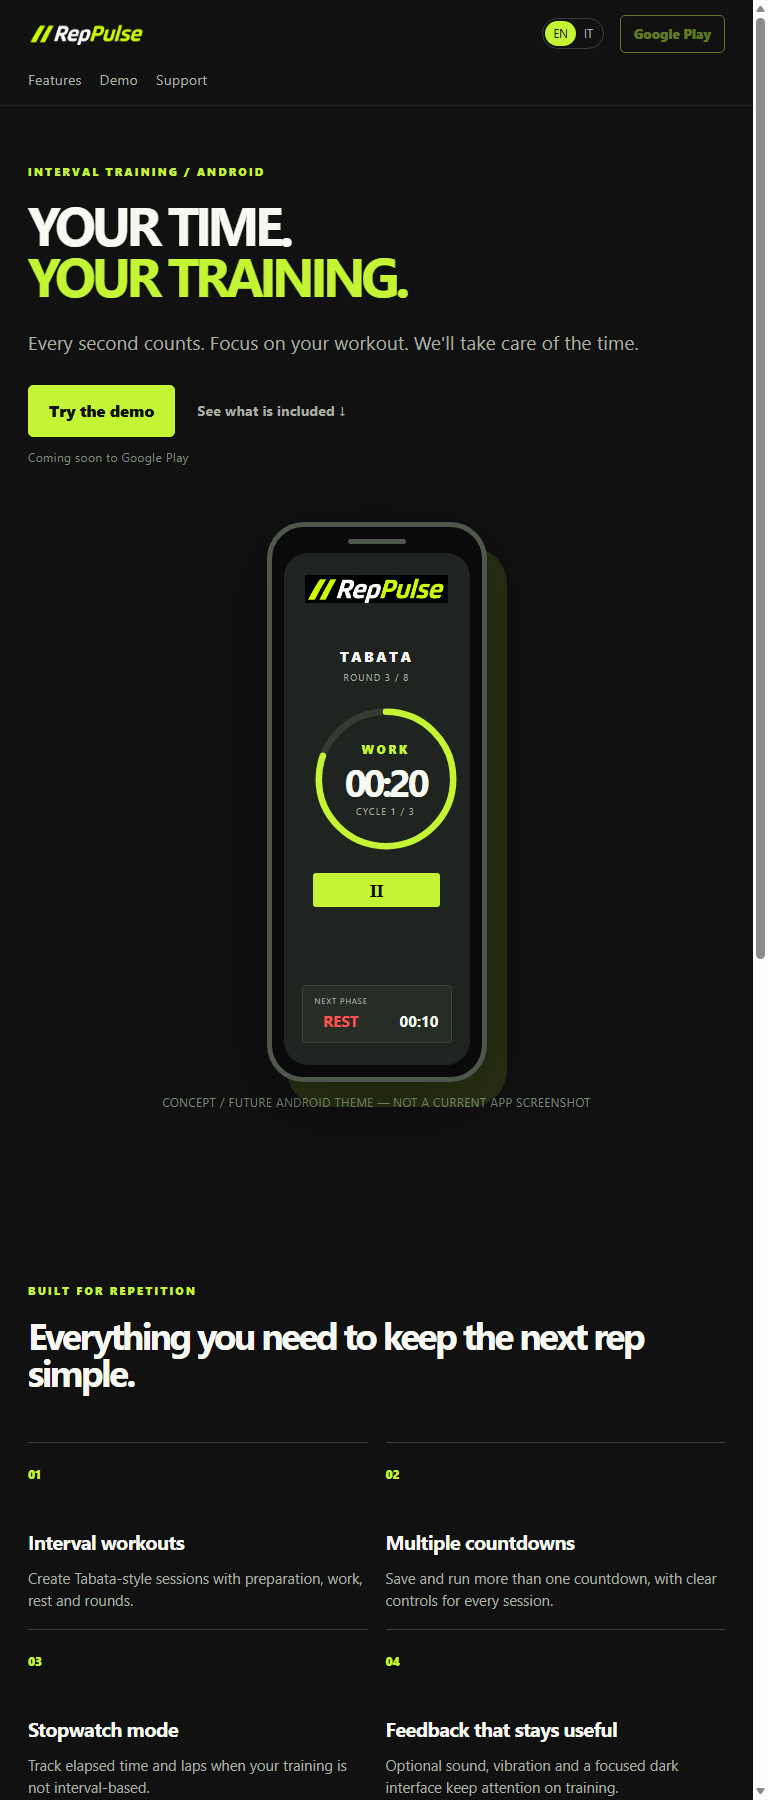 RepPulse
EN IT
Google Play
Features Demo Support
INTERVAL TRAINING / ANDROID
YOUR TIME.
YOUR TRAINING.
Every second counts. Focus on your workout. We'll take care of the time.
Try the demo
See what is included ↓
Coming soon to Google Play
RepPulse
TABATA
ROUND 3 / 8
WORK
00:20
CYCLE 1 / 3
II
NEXT PHASE
REST 00:10
CONCEPT / FUTURE ANDROID THEME — NOT A CURRENT APP SCREENSHOT
BUILT FOR REPETITION
Everything you need to keep the next rep
simple.
01
Interval workouts
Create Tabata-style sessions with preparation, work,
rest and rounds.
02
Multiple countdowns
Save and run more than one countdown, with clear
controls for every session.
03
Stopwatch mode
Track elapsed time and laps when your training is
not interval-based.
04
Feedback that stays useful
Optional sound, vibration and a focused dark
interface keep attention on training.